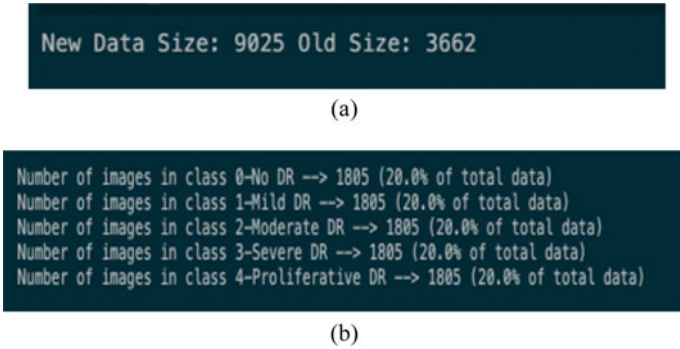 New Data Size: 9025 Old Size: 3662
(a)
Number of images in class 0-No DR --> 1805 (20.0% of total data)
Number of images in class 1-Mild DR --> 1805 (20.0% of total data)
Number of images in class 2-Moderate DR --> 1805 (20.0% of total data)
Number of images in class 3-Severe DR --> 1805 (20.0% of total data)
Number of images in class 4-Proliferative DR --> 1805 (20.0% of total data)
(b)